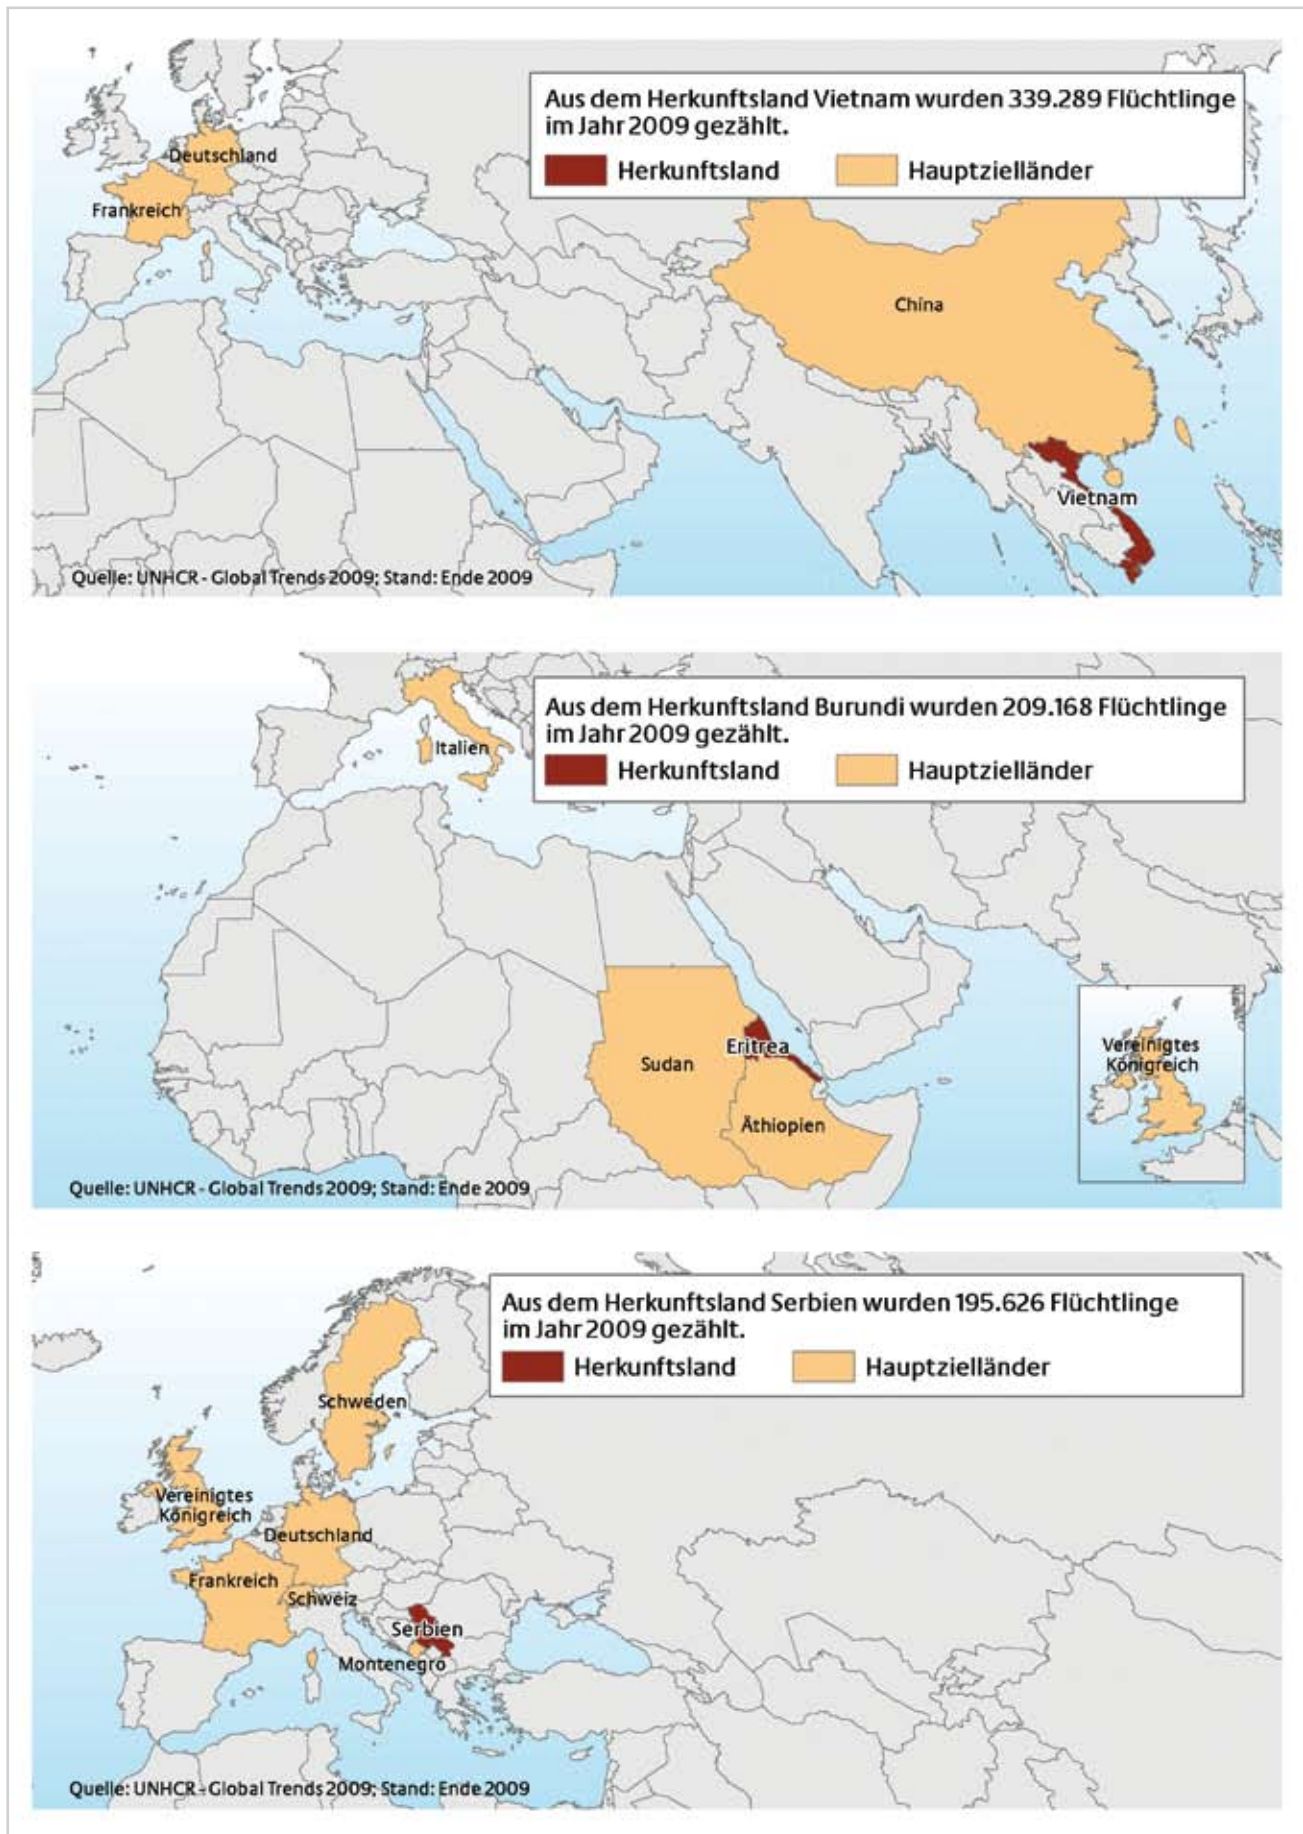 Aus dem Herkunftsland Vietnam wurden 339.289 Flüchtlinge
im Jahr 2009 gezählt.
Herkunftsland
Hauptzielländer
Deutschland
Frankreich
China
Vietnam
Quelle: UNHCR - Global Trends 2009; Stand: Ende 2009
Aus dem Herkunftsland Burundi wurden 209.168 Flüchtlinge
im Jahr 2009 gezählt.
Herkunftsland
Hauptzielländer
Italien
Eritrea
Sudan
Vereinigtes
Königreich
Äthiopien
Quelle: UNHCR - Global Trends 2009; Stand: Ende 2009
Aus dem Herkunftsland Serbien wurden 195.626 Flüchtlinge
im Jahr 2009 gezählt.
Herkunftsland
Hauptzielländer
Schweden
Vereinigtes
Königreich
Deutschland
Frankreich
Schweiz
Serbien
Montenegro
Quelle: UNHCR - Global Trends 2009; Stand: Ende 2009